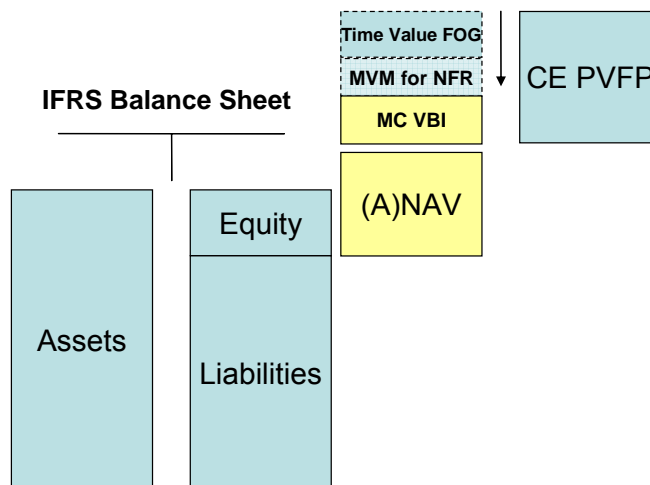 Time Value FOG
MVM for NFR
CE PVFP
IFRS Balance Sheet
MC VBI
(A)NAV
Equity
Assets
Liabilities